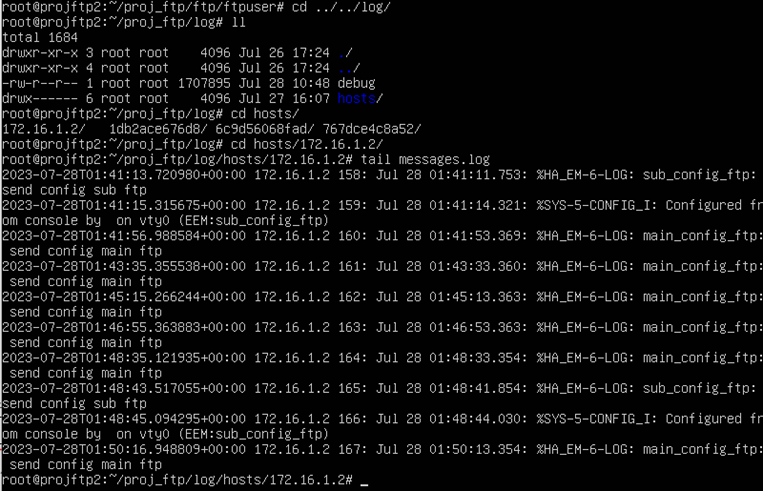 root@projftp2:~/proj_ftp/ftp/ftpuser# cd ../../log/
root@projftp2:~/proj_ftp/log# ll
total 1684
drwxr-xr-x 3 root root    4096 Jul 26 17:24 ./
drwxr-xr-x 4 root root    4096 Jul 26 17:24 ../
-rw-r--r-- 1 root root 1707895 Jul 28 10:48 debug
drwx------ 6 root root    4096 Jul 27 16:07 hosts/
root@projftp2:~/proj_ftp/log# cd hosts/
172.16.1.2/   1db2ace676d8/ 6c9d56068fad/ 767dce4c8a52/
root@projftp2:~/proj_ftp/log# cd hosts/172.16.1.2/
root@projftp2:~/proj_ftp/log/hosts/172.16.1.2# tail messages.log
2023-07-28T01:41:13.720980+00:00 172.16.1.2 158: Jul 28 01:41:11.753: %HA_EM-6-LOG: sub_config_ftp:
send config sub ftp
2023-07-28T01:41:15.315675+00:00 172.16.1.2 159: Jul 28 01:41:14.321: %SYS-5-CONFIG_I: Configured fr
om console by  on vty0 (EEM:sub_config_ftp)
2023-07-28T01:41:56.988584+00:00 172.16.1.2 160: Jul 28 01:41:53.369: %HA_EM-6-LOG: main_config_ftp:
 send config main ftp
2023-07-28T01:43:35.355538+00:00 172.16.1.2 161: Jul 28 01:43:33.360: %HA_EM-6-LOG: main_config_ftp:
 send config main ftp
2023-07-28T01:45:15.266244+00:00 172.16.1.2 162: Jul 28 01:45:13.363: %HA_EM-6-LOG: main_config_ftp:
 send config main ftp
2023-07-28T01:46:55.363883+00:00 172.16.1.2 163: Jul 28 01:46:53.363: %HA_EM-6-LOG: main_config_ftp:
 send config main ftp
2023-07-28T01:48:35.121935+00:00 172.16.1.2 164: Jul 28 01:48:33.354: %HA_EM-6-LOG: main_config_ftp:
 send config main ftp
2023-07-28T01:48:43.517055+00:00 172.16.1.2 165: Jul 28 01:48:41.854: %HA_EM-6-LOG: sub_config_ftp:
send config sub ftp
2023-07-28T01:48:45.094295+00:00 172.16.1.2 166: Jul 28 01:48:44.030: %SYS-5-CONFIG_I: Configured fr
om console by  on vty0 (EEM:sub_config_ftp)
2023-07-28T01:50:16.948809+00:00 172.16.1.2 167: Jul 28 01:50:13.354: %HA_EM-6-LOG: main_config_ftp:
 send config main ftp
root@projftp2:~/proj_ftp/log/hosts/172.16.1.2# _